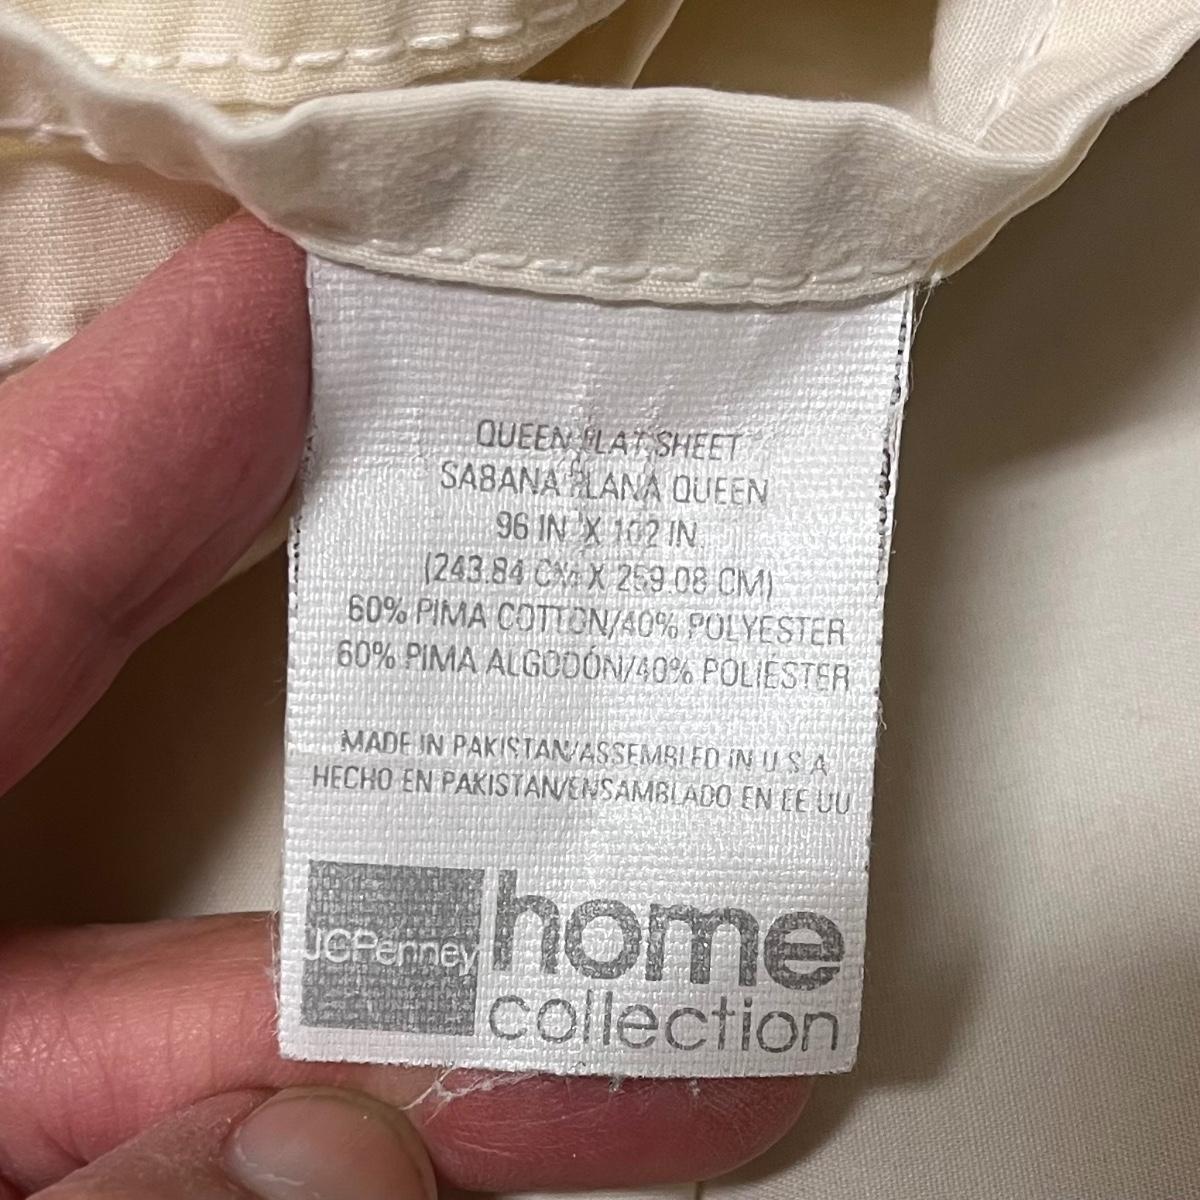 QUEEN FLAT SHEET
SABANA PLANA QUEEN
96 IN X 102 IN.
(243.84 CM X 259.08 CM)
60% PIMA COTTON/40% POLYESTER
60% PIMA ALGODÓN/40% POLIÉSTER
MADE IN PAKISTAN/ASSEMBLED IN U.S.A.
HECHO EN PAKISTAN/ENSAMBLADO EN EE UU
JCPenney
home
collection